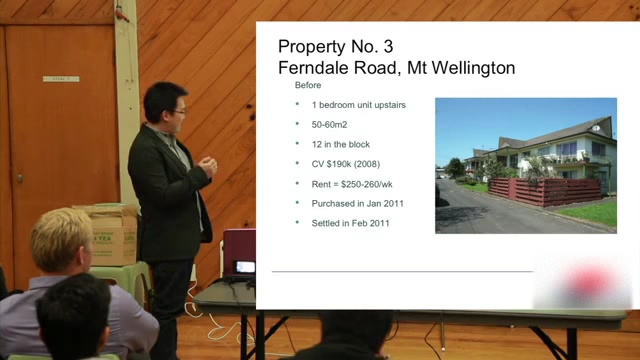 Property No. 3
Ferndale Road, Mt Wellington
Before
• 1 bedroom unit upstairs
• 50-60m2
• 12 in the block
• CV $190k (2008)
• Rent = $250-260/wk
• Purchased in Jan 2011
• Settled in Feb 2011